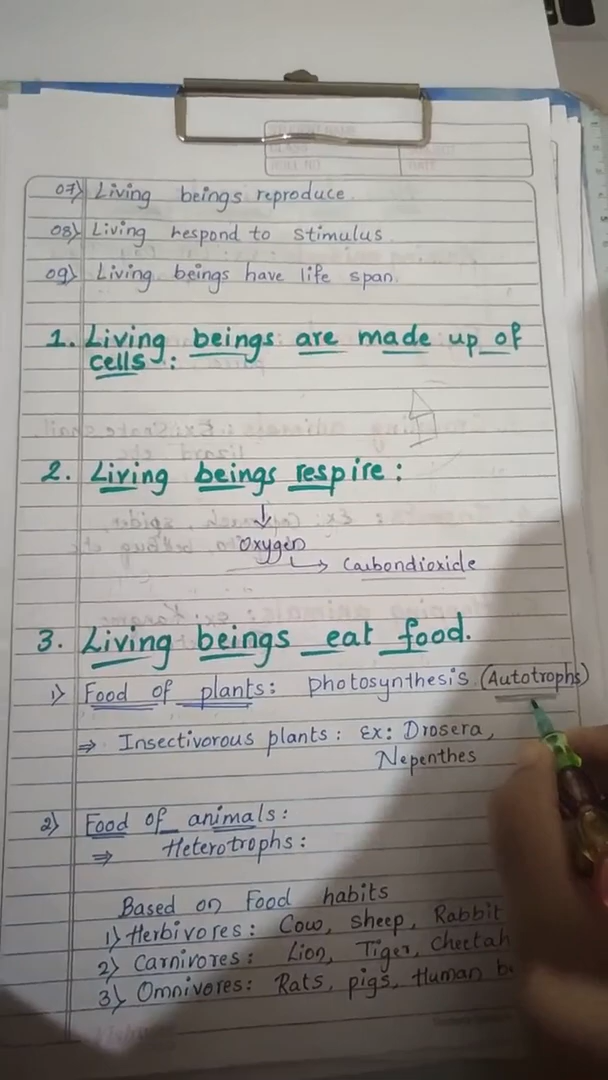 07) Living beings reproduce.
08) Living respond to stimulus.
09) Living beings have life span.
1. Living beings are made up of
cells:
2. Living beings respire:
Oxygen
Carbondioxide
3. Living beings eat food.
1) Food of plants: photosynthesis (Autotrophs)
⇒ Insectivorous plants: Ex: Drosera,
Nepenthes
2) Food of animals:
⇒ Heterotrophs:
Based on Food habits
1) Herbivores: Cow, sheep, Rabbit
2) Carnivores: Lion, Tiger, Cheetah
3) Omnivores: Rats, pigs, Human